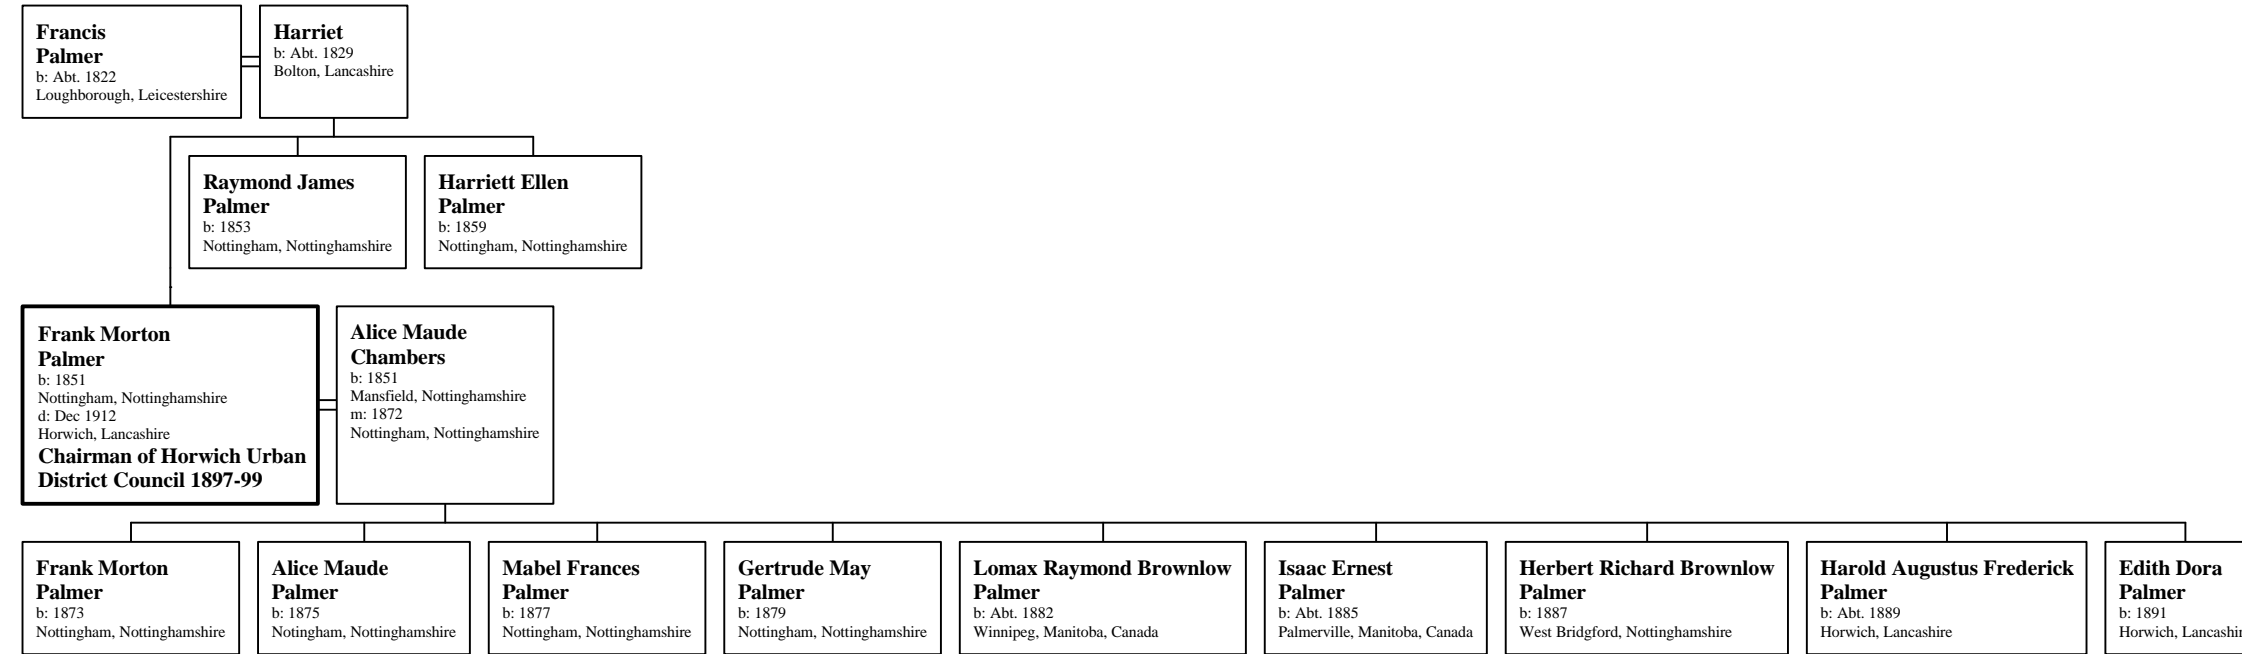 Francis
Palmer
b: Abt. 1822
Loughborough, Leicestershire
Harriet
b: Abt. 1829
Bolton, Lancashire
Raymond James
Palmer
b: 1853
Nottingham, Nottinghamshire
Harriett Ellen
Palmer
b: 1859
Nottingham, Nottinghamshire
Frank Morton
Palmer
b: 1851
Nottingham, Nottinghamshire
d: Dec 1912
Horwich, Lancashire
Chairman of Horwich Urban
District Council 1897-99
Alice Maude
Chambers
b: 1851
Mansfield, Nottinghamshire
m: 1872
Nottingham, Nottinghamshire
Frank Morton
Palmer
b: 1873
Nottingham, Nottinghamshire
Alice Maude
Palmer
b: 1875
Notingham, Nottinghamshire
Mabel Frances
Palmer
b: 1877
Nottingham, Nottinghamshire
Gertrude May
Palmer
b: 1879
Nottingham, Nottinghamshire
Lomax Raymond Brownlow
Palmer
b: Abt. 1882
Winnipeg, Manitoba, Canada
Isaac Ernest
Palmer
b: Abt. 1885
Palmerville, Manitoba, Canada
Herbert Richard Brownlow
Palmer
b: 1887
West Bridgford, Nottinghamshire
Harold Augustus Frederick
Palmer
b: Abt. 1889
Horwich, Lancashire
Edith Dora
Palmer
b: 1891
Horwich,